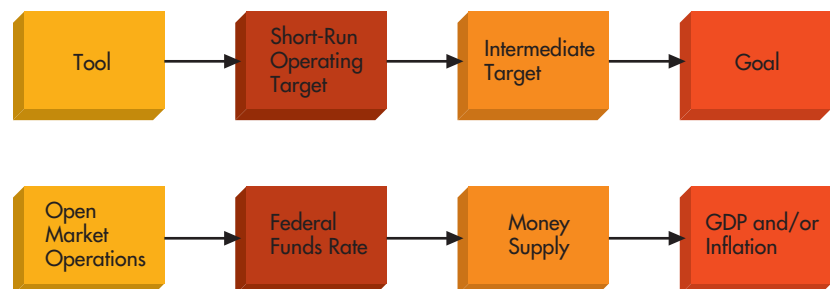 Tool
Short-Run
Operating
Target
Intermediate
Target
Goal
Open
Market
Operations
Federal
Funds Rate
Money
Supply
GDP and/or
Inflation